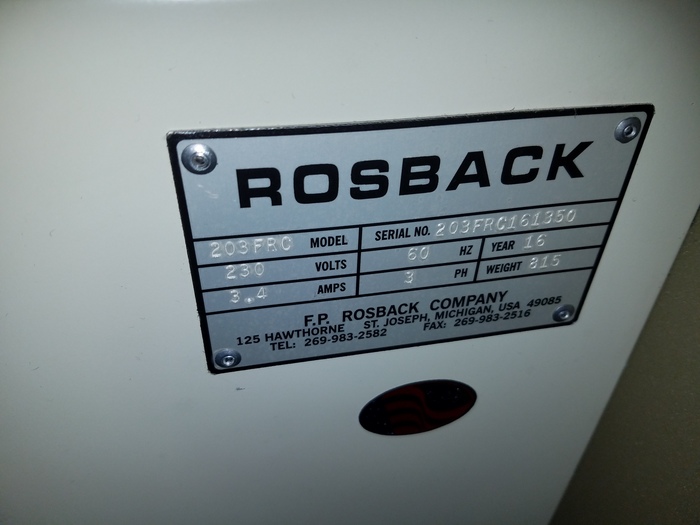 ROSBACK
203FRC MODEL SERIAL NO. 203FRC161350
230 VOLTS 60 HZ YEAR 16
3.4 AMPS 3 PH WEIGHT 815
F.P. ROSBACK COMPANY
125 HAWTHORNE ST. JOSEPH, MICHIGAN, USA 49085
TEL: 269-983-2582 FAX: 269-983-2516